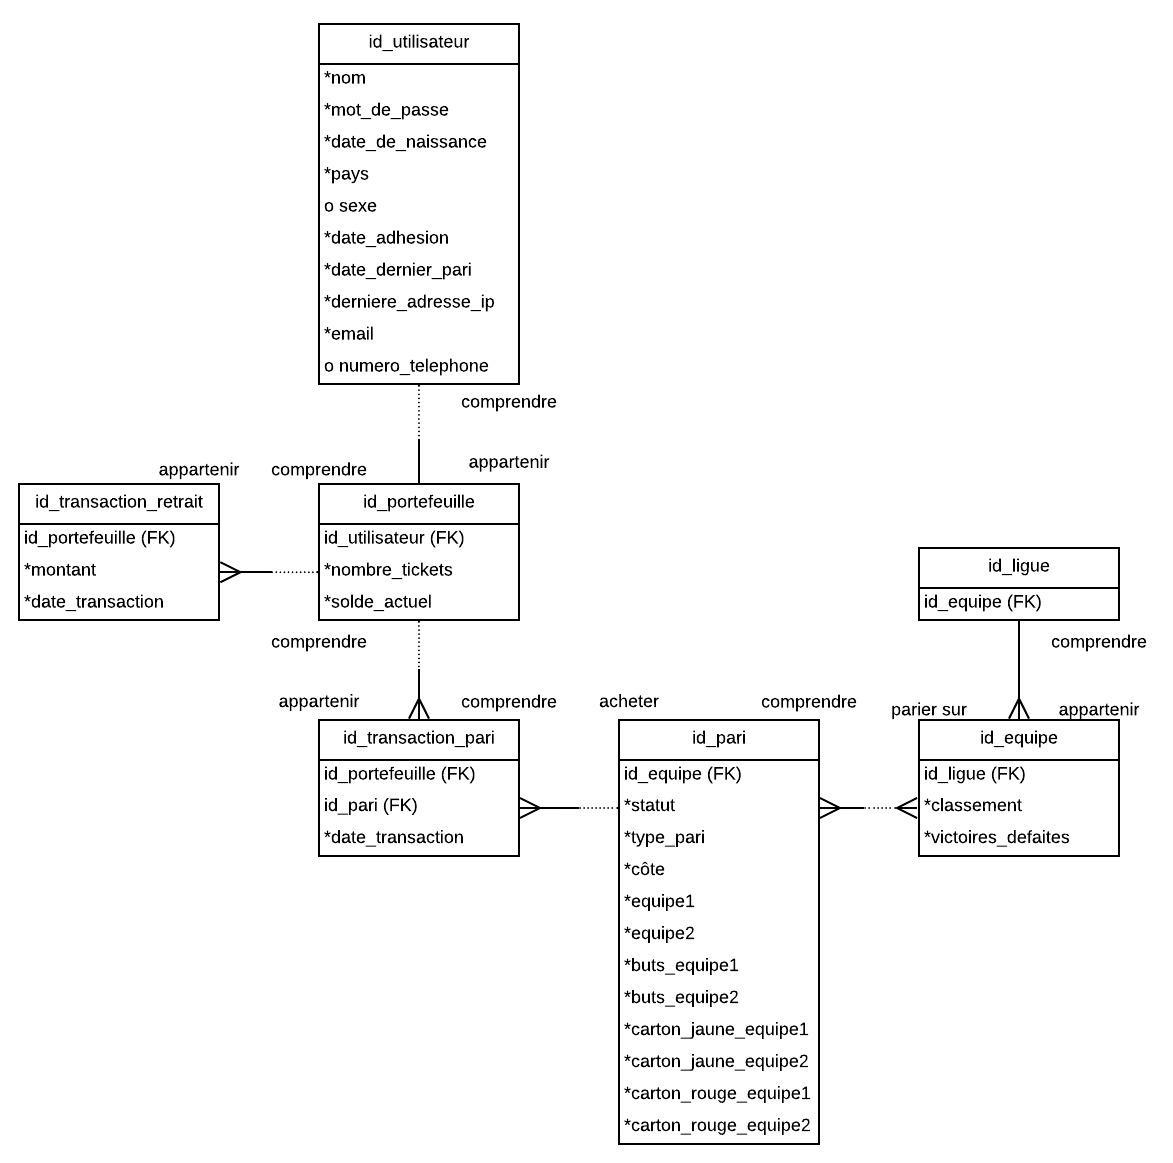 id_utilisateur
*nom
*mot_de_passe
*date_de_naissance
*pays
o sexe
*date_adhesion
*date_dernier_pari
*derniere_adresse_ip
*email
o numero_telephone
comprendre
appartenir
appartenir
comprendre
id_transaction_retrait
id_portefeuille (FK)
*montant
*date_transaction
id_portefeuille
id_utilisateur (FK)
*nombre_tickets
*solde_actuel
id_ligue
id_equipe (FK)
comprendre
comprendre
appartenir
comprendre
acheter
comprendre
parier sur
appartenir
id_transaction_pari
id_portefeuille (FK)
id_pari (FK)
*date_transaction
id_pari
id_equipe (FK)
*statut
*type_pari
*côte
*equipe1
*equipe2
*buts_equipe1
*buts_equipe2
*carton_jaune_equipe1
*carton_jaune_equipe2
*carton_rouge_equipe1
*carton_rouge_equipe2
id_equipe
id_ligue (FK)
*classement
*victoires_defaites